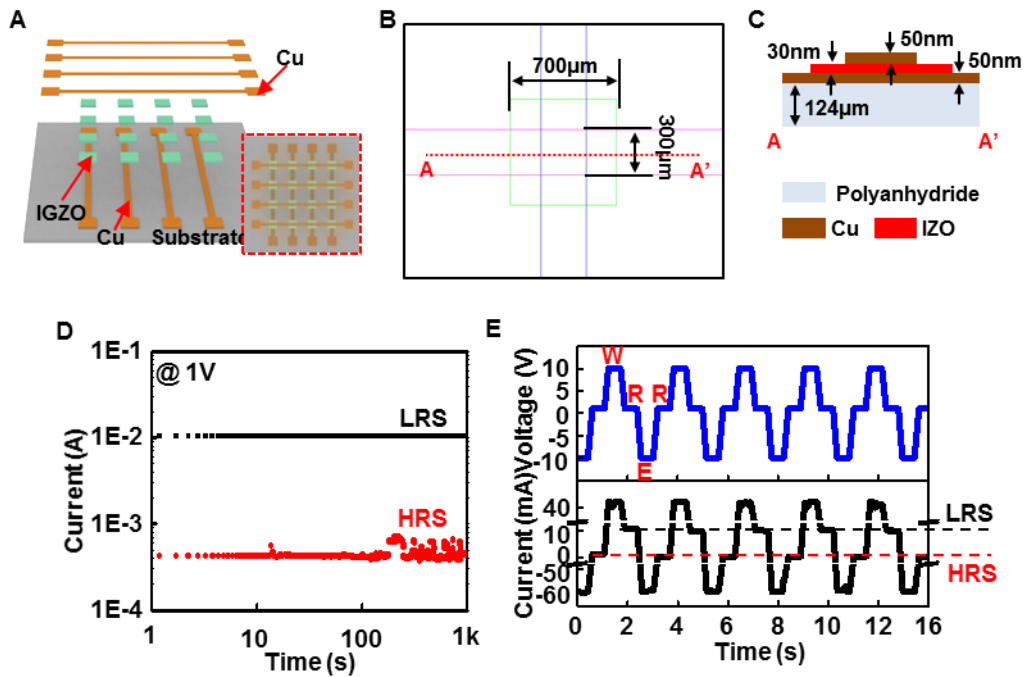 A
Cu
IGZO
Cu
Substrate
B
700μm
300μm
A
A'
C
30nm
50nm
50nm
124μm
A
A'
Polyanhydride
Cu
IZO
D
1E-1
1E-2
1E-3
1E-4
@ 1V
LRS
HRS
Current (A)
1
10
100
1k
Time (s)
E
Voltage (V)
10
5
0
-5
-10
W
R
R
E
Current (mA)
40
10
0
-50
-60
LRS
HRS
0
2
4
6
8
10
12
16
Time (s)